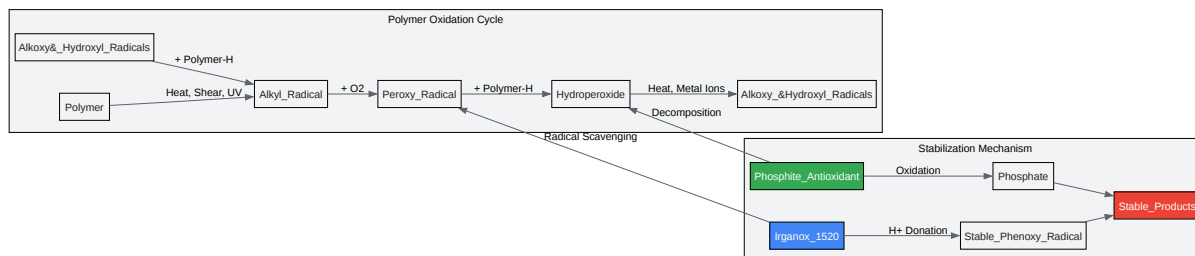 Polymer Oxidation Cycle
Alkoxy&_Hydroxyl_Radicals
+ Polymer-H
Polymer
Heat, Shear, UV
Alkyl_Radical
+ O2
Peroxy_Radical
+ Polymer-H
Hydroperoxide
Heat, Metal Ions
Alkoxy_&Hydroxyl_Radicals
Decomposition
Radical Scavenging
Stabilization Mechanism
Phosphite_Antioxidant
Oxidation
Phosphate
Stable_Products
Irganox_1520
H+ Donation
Stable_Phenoxy_Radical